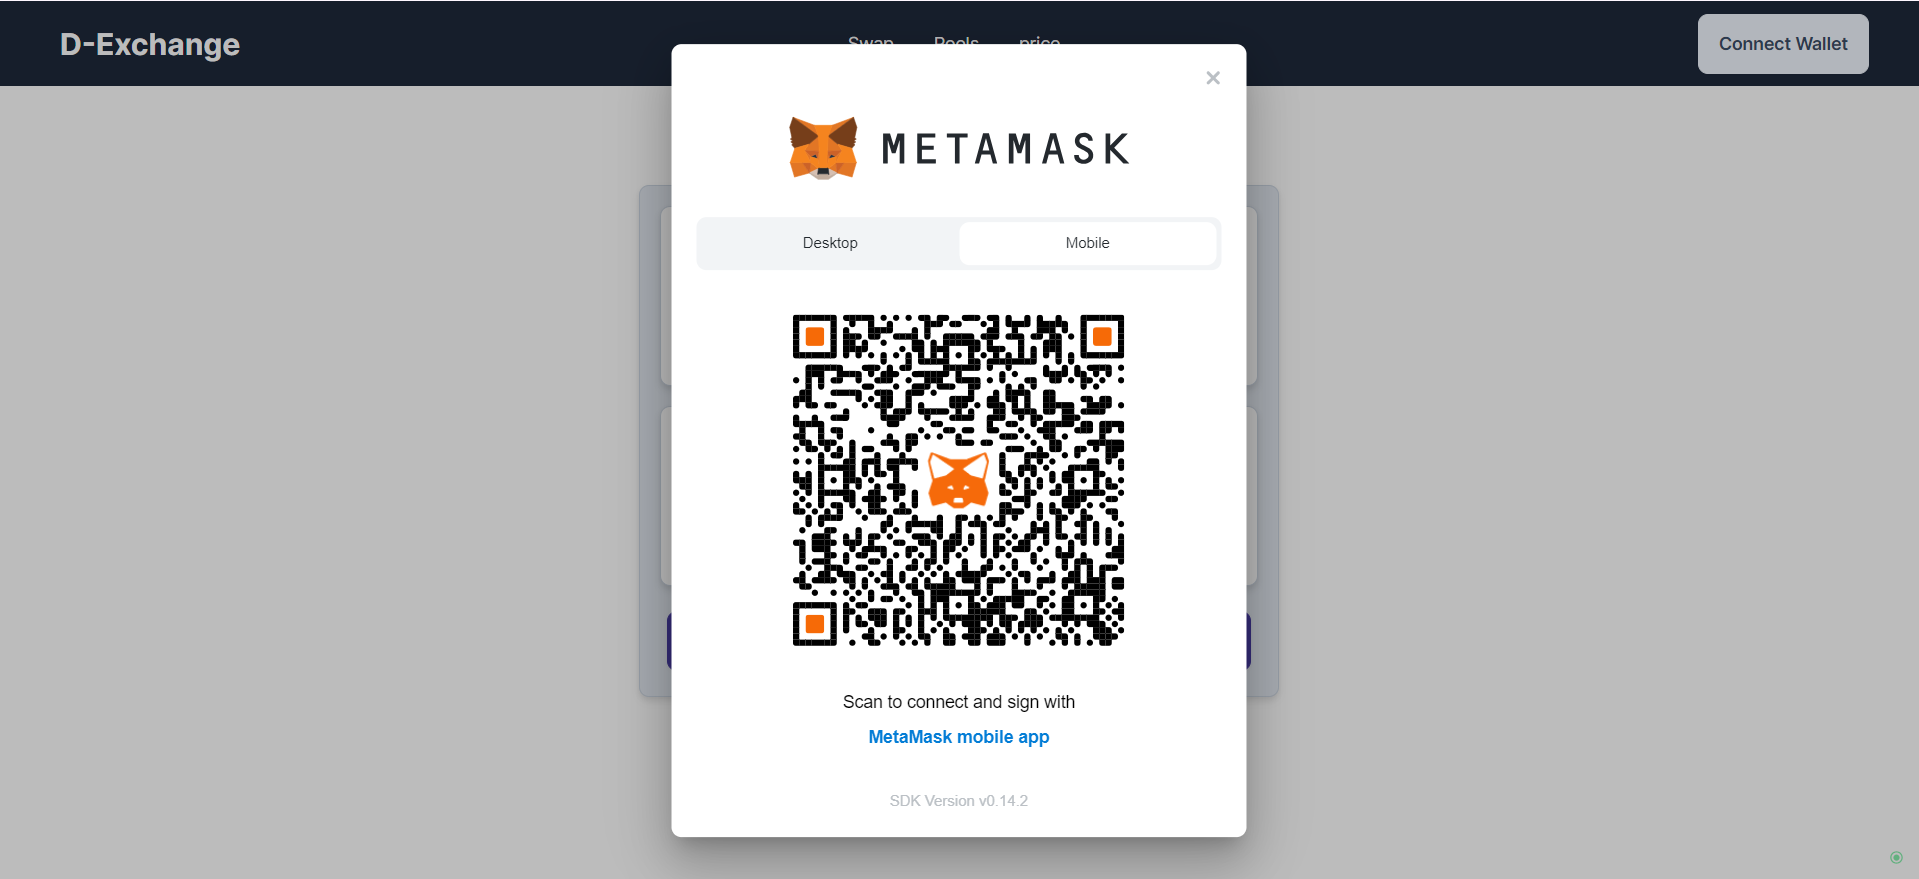 D-Exchange
Swap Pools price
Connect Wallet
×
METAMASK
Desktop Mobile
Scan to connect and sign with
MetaMask mobile app
SDK Version v0.14.2